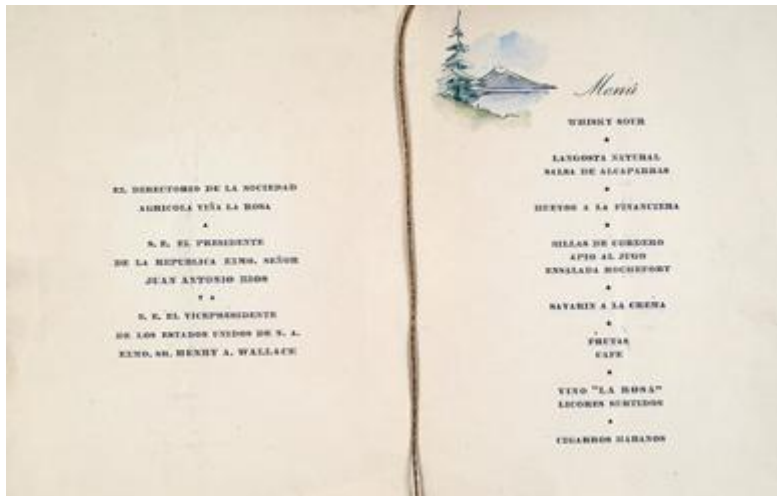 EL DIRECTORIO DE LA SOCIEDAD
AGRICOLA VIÑA LA ROSA
A
S. E. EL PRESIDENTE
DE LA REPUBLICA EXMO. SEÑOR
JUAN ANTONIO RIOS
Y A
S. E. EL VICEPRESIDENTE
DE LOS ESTADOS UNIDOS DE N. A.
EXMO. SR. HENRY A. WALLACE
Menú
WHISKY SOUR
LANGOSTA NATURAL
SALSA DE ALCAPARRAS
HUEVOS A LA FINANCIERA
SILLAS DE CORDERO
APIO AL JUGO
ENSALADA ROCHEFORT
SAVARIN A LA CREMA
FRUTAS
CAFE
VINO "LA ROSA"
LICORES SURTIDOS
CIGARROS HABANOS